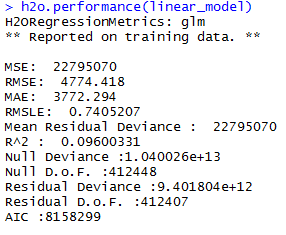 > h2o.performance(linear_model)
H2ORegressionMetrics: glm
** Reported on training data. **

MSE:  22795070
RMSE:  4774.418
MAE:  3772.294
RMSLE:  0.7405207
Mean Residual Deviance :  22795070
R^2 :  0.09600331
Null Deviance :1.040026e+13
Null D.o.F. :412448
Residual Deviance :9.401804e+12
Residual D.o.F. :412407
AIC :8158299